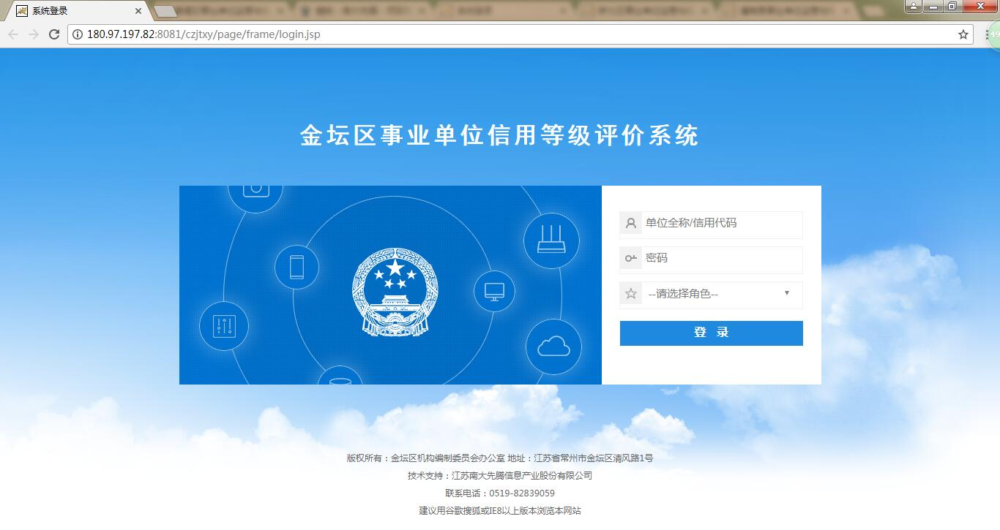 系统登录
180.97.197.82:8081/czjtxy/page/frame/login.jsp
金坛区事业单位信用等级评价系统
单位全称/信用代码
密码
--请选择角色--
登 录
版权所有：金坛区机构编制委员会办公室 地址：江苏省常州市金坛区清风路1号
技术支持：江苏南大先腾信息产业股份有限公司
联系电话：0519-82839059
建议用谷歌搜狐或IE8以上版本浏览本网站